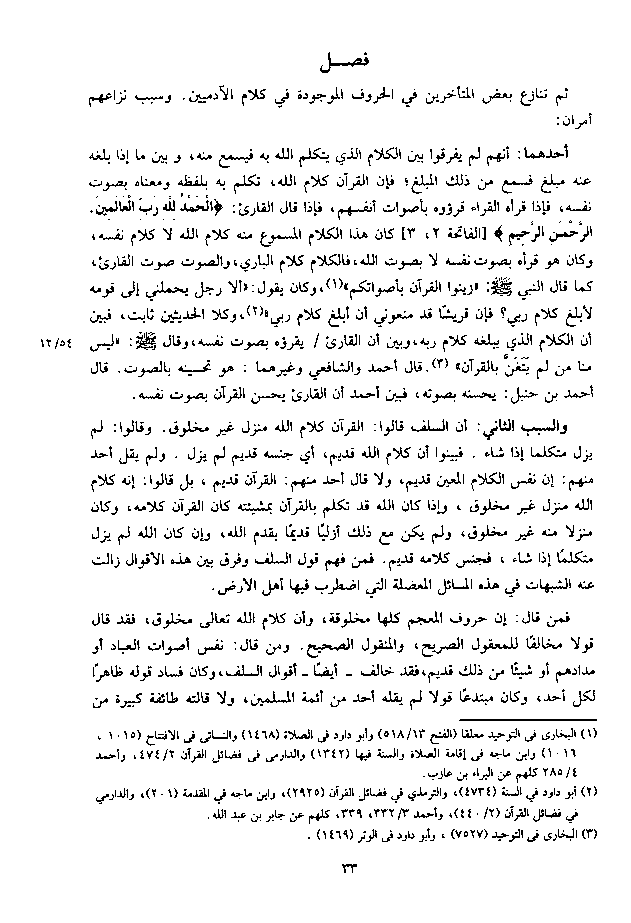 فصــل
ثم تنازع بعض المتأخرين في الحروف الموجودة في كلام الآدميين. وسبب نزاعهم
أمران:
أحدهما: أنهم لم يفرقوا بين الكلام الذي يتكلم الله به فيسمع منه، و بين ما إذا بلغه
عنه مبلغ فسمع من ذلك المبلغ؛ فإن القرآن كلام الله، تكلم به بلفظه ومعناه بصوت
نفسه، فإذا قرأه القراء قرؤوه بأصوات أنفسهم، فإذا قال القارئ: ﴿الْحَمْدُ لِلَّهِ رَبِّ الْعَالَمِينَ.
الرَّحْمَنِ الرَّحِيمِ ﴾ [الفاتحة ٢، ٣] كان هذا الكلام المسموع منه كلام الله لا كلام نفسه،
وكان هو قرأه بصوت نفسه لا بصوت الله، فالكلام كلام الباري، والصوت صوت القارئ،
كما قال النبي ﷺ: «زينوا القرآن بأصواتكم»(١)، وكان يقول: «ألا رجل يحملني إلى قومه
لأبلغ كلام ربي؟ فإن قريشًا قد منعوني أن أبلغ كلام ربي»(٢)، وكلا الحديثين ثابت، فبين
أن الكلام الذي يبلغه كلام ربه، وبين أن القارئ / يقرؤه بصوت نفسه، وقال ﷺ: «ليس ١٢/٥٤
منا من لم يَتَغَنَّ بالقرآن» (٣). قال أحمد والشافعي وغيرهما : هو تحسينه بالصوت. قال
أحمد بن حنبل: يحسنه بصوته، فبين أحمد أن القارئ يحسن القرآن بصوت نفسه.
والسبب الثاني: أن السلف قالوا: القرآن كلام الله منزل غير مخلوق. وقالوا: لم
يزل متكلما إذا شاء . فبينوا أن كلام الله قديم، أي جنسه قديم لم يزل . ولم يقل أحد
منهم: إن نفس الكلام المعين قديم، ولا قال أحد منهم: القرآن قديم ، بل قالوا: إنه كلام
الله منزل غير مخلوق ، وإذا كان الله قد تكلم بالقرآن بمشيئته كان القرآن كلامه، وكان
منزلا منه غير مخلوق، ولم يكن مع ذلك أزليًا قديمًا بقدم الله، وإن كان الله لم يزل
متكلمًا إذا شاء ، فجنس كلامه قديم. فمن فهم قول السلف وفرق بين هذه الأقوال زالت
عنه الشبهات في هذه المسائل المعضلة التي اضطرب فيها أهل الأرض.
فمن قال: إن حروف المعجم كلها مخلوقة، وأن كلام الله تعالى مخلوق، فقد قال
قولا مخالفًا للمعقول الصريح، والمنقول الصحيح. ومن قال: نفس أصوات العباد أو
مدادهم أو شيئًا من ذلك قديم، فقد خالف ـ أيضًا ـ أقوال السلف، وكان فساد قوله ظاهرًا
لكل أحد، وكان مبتدعًا قولا لم يقله أحد من أئمة المسلمين، ولا قالته طائفة كبيرة من
(١) البخارى فى التوحيد معلقا (الفتح ٥١٨/١٣) وأبو داود فى الصلاة (١٤٦٨) والنسائى فى الافتتاح (١٠١٥ ،
١٠١٦) وابن ماجه فى إقامة الصلاة والسنة فيها (١٣٤٢) والدارمى فى فضائل القرآن ٤٧٤/٢، وأحمد
٢٨٥/٤ كلهم عن البراء بن عازب.
(٢) أبو داود فى السنة (٤٧٣٤)، والترمذي في فضائل القرآن (٢٩٢٥)، وابن ماجه في المقدمة (٢٠١)، والدارمي
في فضائل القرآن (٤٤٠/٢)، وأحمد ٣٢٢/٣، ٣٣٩، كلهم عن جابر بن عبد الله.
(٣) البخارى فى التوحيد (٧٥٢٧) ، وأبو داود فى الوتر (١٤٦٩) .
٣٣